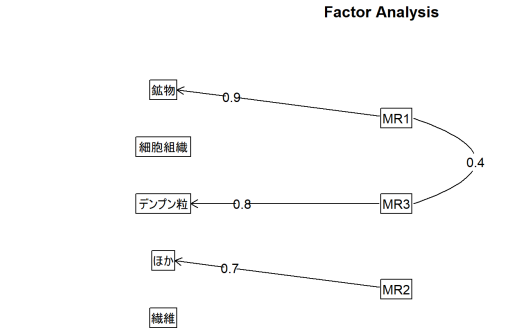 Factor Analysis
鉱物
0.9
MR1
細胞組織
0.4
デンプン粒
0.8
MR3
ほか
0.7
MR2
繊維